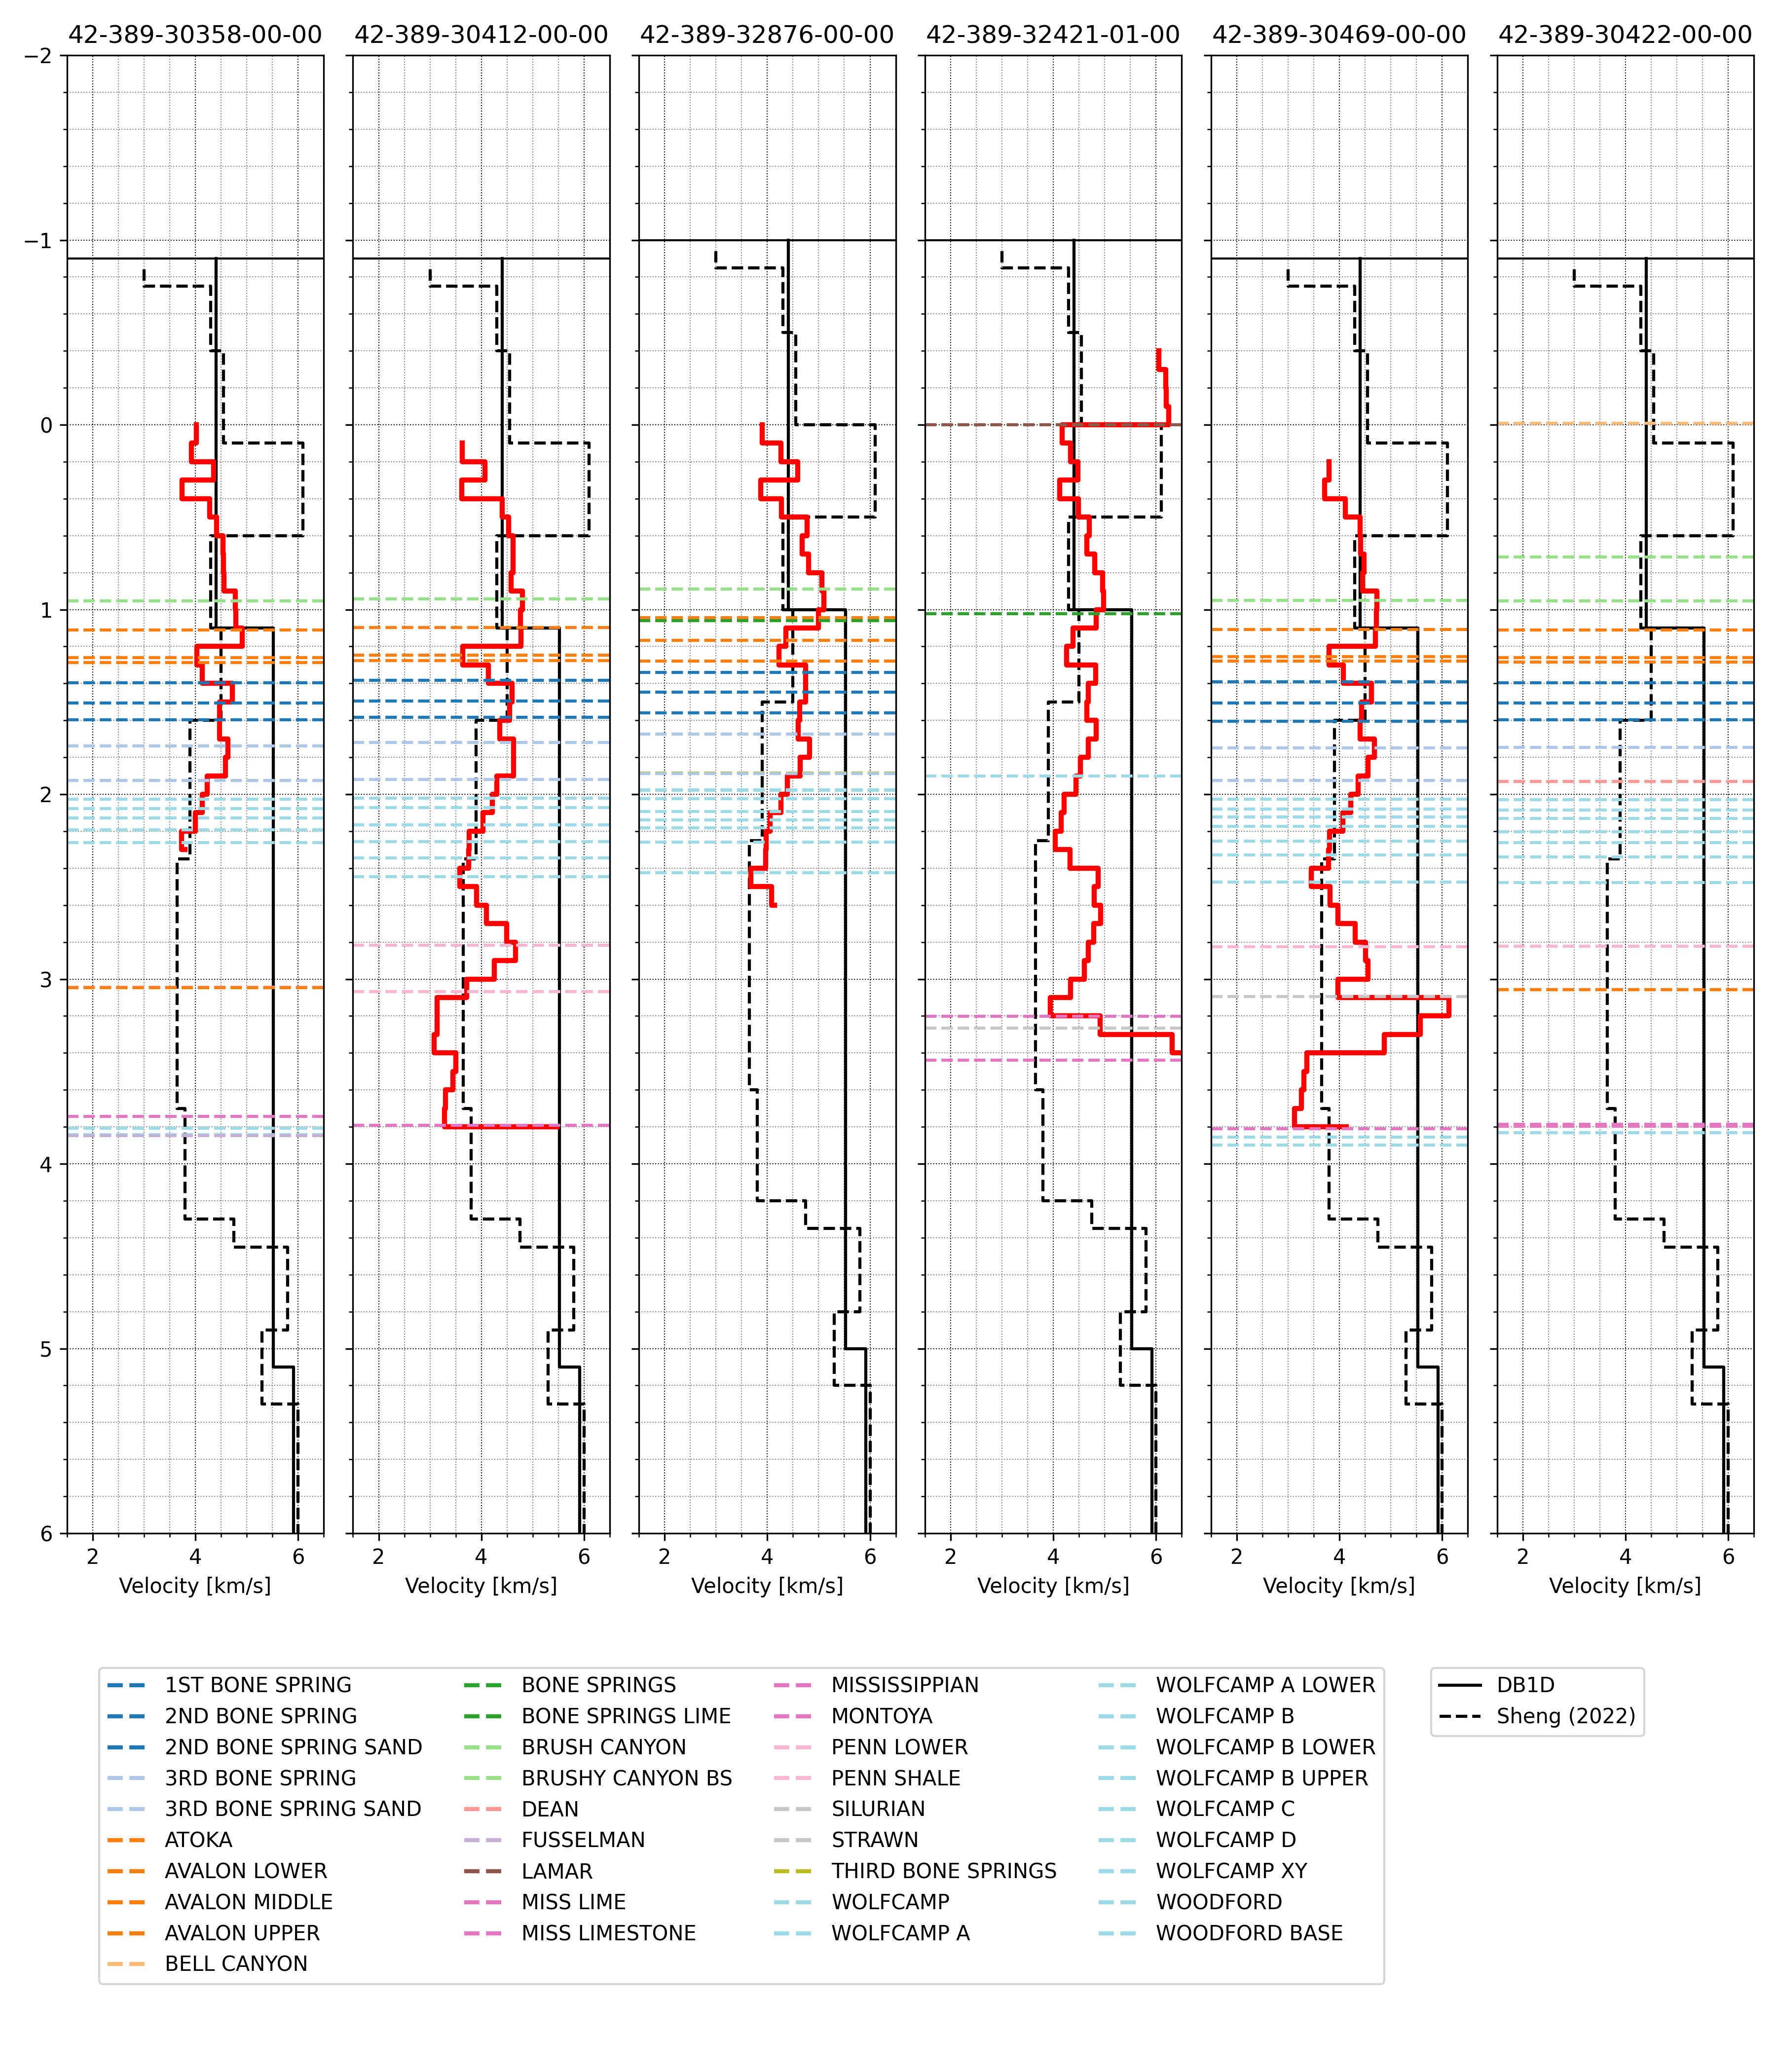 42-389-30358-00-00 42-389-30412-00-00 42-389-32876-00-00 42-389-32421-01-00 42-389-30469-00-00 42-389-30422-00-00
−2
−1
0
1
2
3
4
5
6
2 4 6 2 4 6 2 4 6 2 4 6 2 4 6 2 4 6
Velocity [km/s] Velocity [km/s] Velocity [km/s] Velocity [km/s] Velocity [km/s] Velocity [km/s]
1ST BONE SPRING
2ND BONE SPRING
2ND BONE SPRING SAND
3RD BONE SPRING
3RD BONE SPRING SAND
ATOKA
AVALON LOWER
AVALON MIDDLE
AVALON UPPER
BELL CANYON
BONE SPRINGS
BONE SPRINGS LIME
BRUSH CANYON
BRUSHY CANYON BS
DEAN
FUSSELMAN
LAMAR
MISS LIME
MISS LIMESTONE
MISSISSIPPIAN
MONTOYA
PENN LOWER
PENN SHALE
SILURIAN
STRAWN
THIRD BONE SPRINGS
WOLFCAMP
WOLFCAMP A
WOLFCAMP A LOWER
WOLFCAMP B
WOLFCAMP B LOWER
WOLFCAMP B UPPER
WOLFCAMP C
WOLFCAMP D
WOLFCAMP XY
WOODFORD
WOODFORD BASE
DB1D
Sheng (2022)